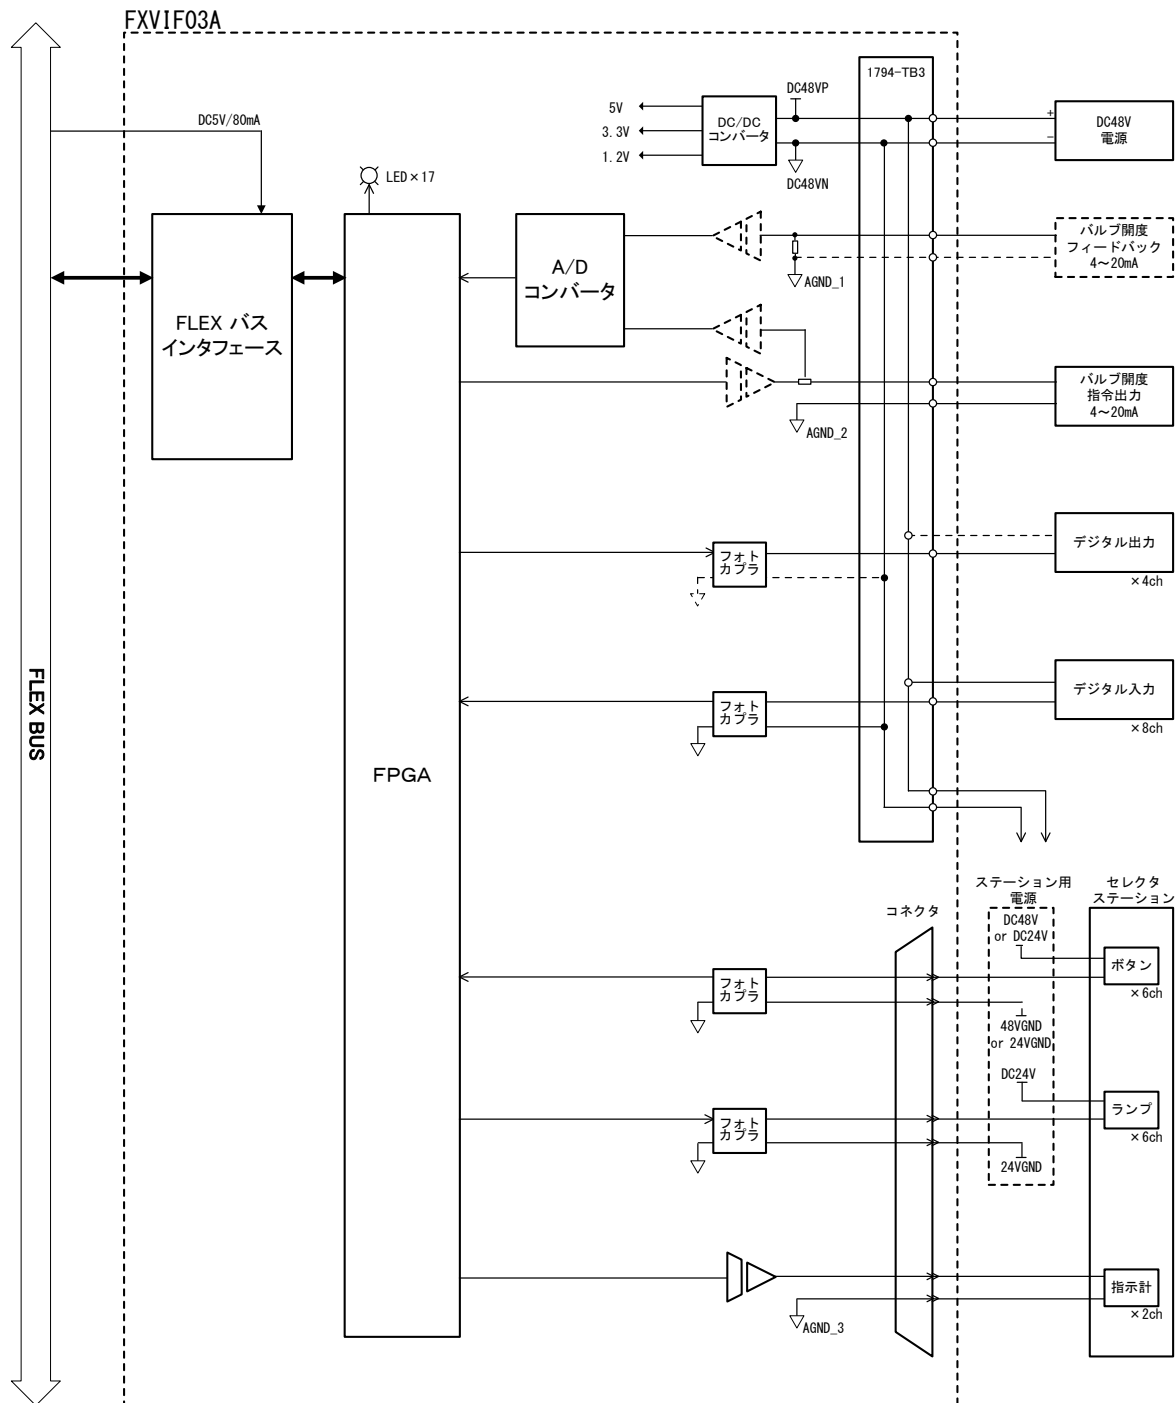 FXVIF03A
1794-TB3
DC48VP
5V
3.3V
1.2V
DC/DC
コンバータ
DC48VN
+
−
DC48V
電源
DC5V/80mA
LED×17
FLEX バス
インタフェース
A/D
コンバータ
AGND_1
バルブ開度
フィードバック
4～20mA
バルブ開度
指令出力
4～20mA
AGND_2
フォト
カプラ
デジタル出力
×4ch
フォト
カプラ
デジタル入力
×8ch
FLEX BUS
FPGA
コネクタ
ステーション用
電源
セレクタ
ステーション
DC48V
or DC24V
フォト
カプラ
ボタン
×6ch
48VGND
or 24VGND
DC24V
フォト
カプラ
ランプ
×6ch
24VGND
AGND_3
指示計
×2ch